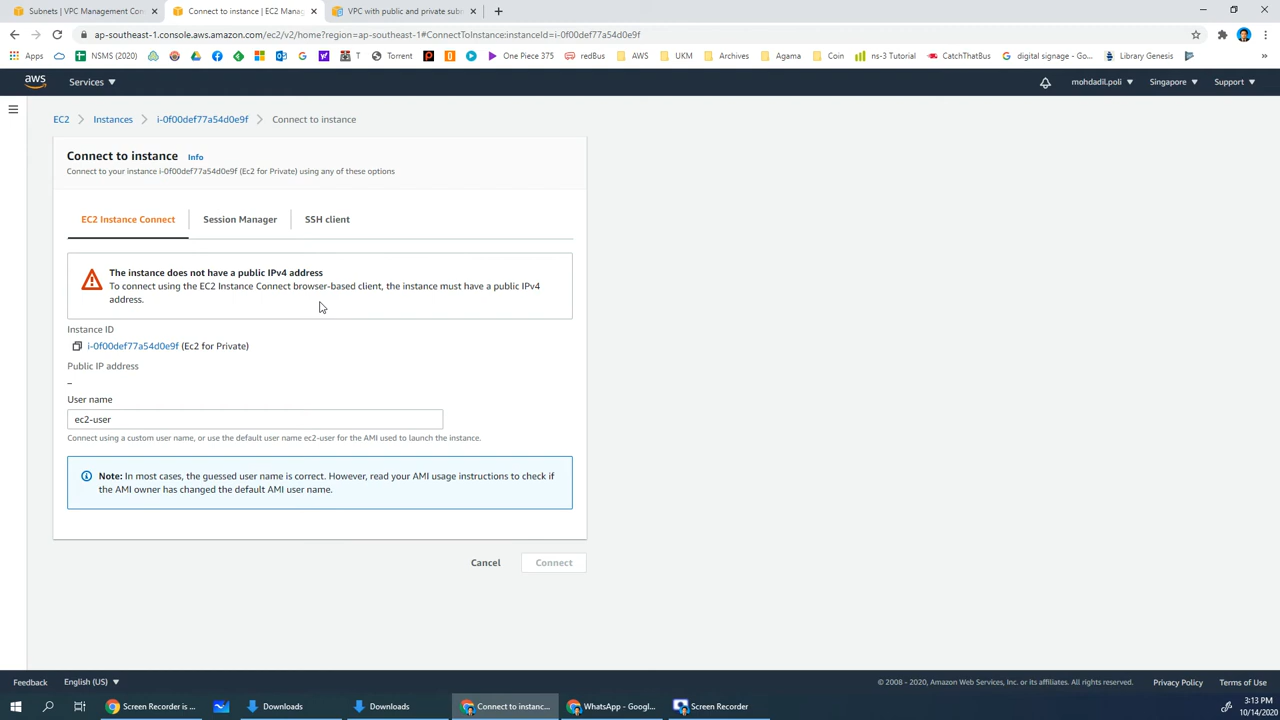 Subnets | VPC Management Con
Connect to instance | EC2 Manag
VPC with public and private subn
ap-southeast-1.console.aws.amazon.com/ec2/v2/home?region=ap-southeast-1#ConnectToInstance:instanceId=i-0f00def77a54d0e9f
Apps
NSMS (2020)
T
Torrent
One Piece 375
redBus
AWS
UKM
Archives
Agama
Coin
ns-3 Tutorial
CatchThatBus
digital signage - Go...
Library Genesis
aws
Services
mohdadil.poli
Singapore
Support
EC2
Instances
i-0f00def77a54d0e9f
Connect to instance
Connect to instance Info
Connect to your instance i-0f00def77a54d0e9f (Ec2 for Private) using any of these options
EC2 Instance Connect
Session Manager
SSH client
The instance does not have a public IPv4 address
To connect using the EC2 Instance Connect browser-based client, the instance must have a public IPv4
address.
Instance ID
i-0f00def77a54d0e9f (Ec2 for Private)
Public IP address
–
User name
ec2-user
Connect using a custom user name, or use the default user name ec2-user for the AMI used to launch the instance.
Note: In most cases, the guessed user name is correct. However, read your AMI usage instructions to check if
the AMI owner has changed the default AMI user name.
Cancel
Connect
Feedback
English (US)
© 2008 - 2020, Amazon Web Services, Inc. or its affiliates. All rights reserved.
Privacy Policy
Terms of Use
Screen Recorder is ...
Downloads
Downloads
Connect to instanc...
WhatsApp - Googl...
Screen Recorder
3:13 PM
10/14/2020